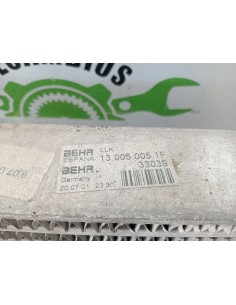 BEHR LLK
ESPAÑA 13.005.005.1F
BEHR 33039
Germany
20.07.01 23:30